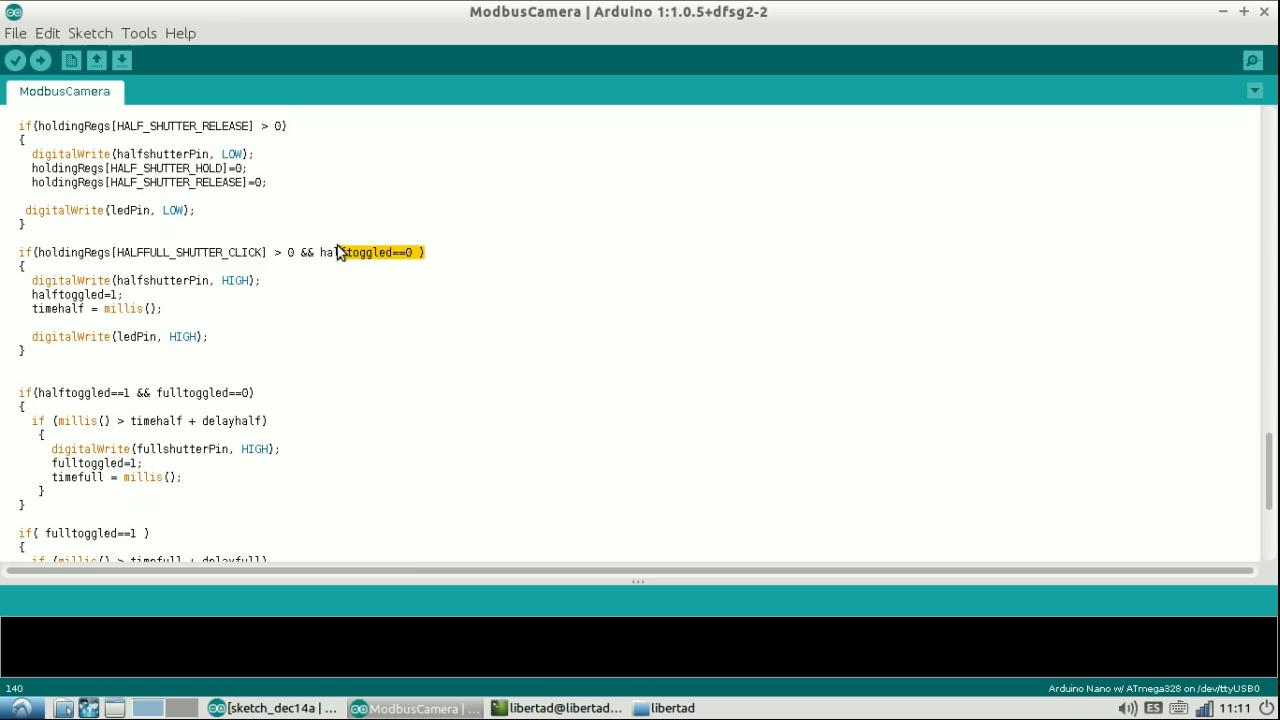 ModbusCamera | Arduino 1:1.0.5+dfsg2-2
File Edit Sketch Tools Help
ModbusCamera
if(holdingRegs[HALF_SHUTTER_RELEASE] > 0)
{
digitalWrite(halfshutterPin, LOW);
holdingRegs[HALF_SHUTTER_HOLD]=0;
holdingRegs[HALF_SHUTTER_RELEASE]=0;
digitalWrite(ledPin, LOW);
}
if(holdingRegs[HALFFULL_SHUTTER_CLICK] > 0 && halftoggled==0 )
{
digitalWrite(halfshutterPin, HIGH);
halftoggled=1;
timehalf = millis();
digitalWrite(ledPin, HIGH);
}
if(halftoggled==1 && fulltoggled==0)
{
if (millis() > timehalf + delayhalf)
{
digitalWrite(fullshutterPin, HIGH);
fulltoggled=1;
timefull = millis();
}
}
if( fulltoggled==1 )
{
if (millis() > timefull + delayfull)
140
Arduino Nano w/ ATmega328 on /dev/ttyUSB0
[sketch_dec14a | ... ModbusCamera | ... libertad@libertad... libertad ES 11:11